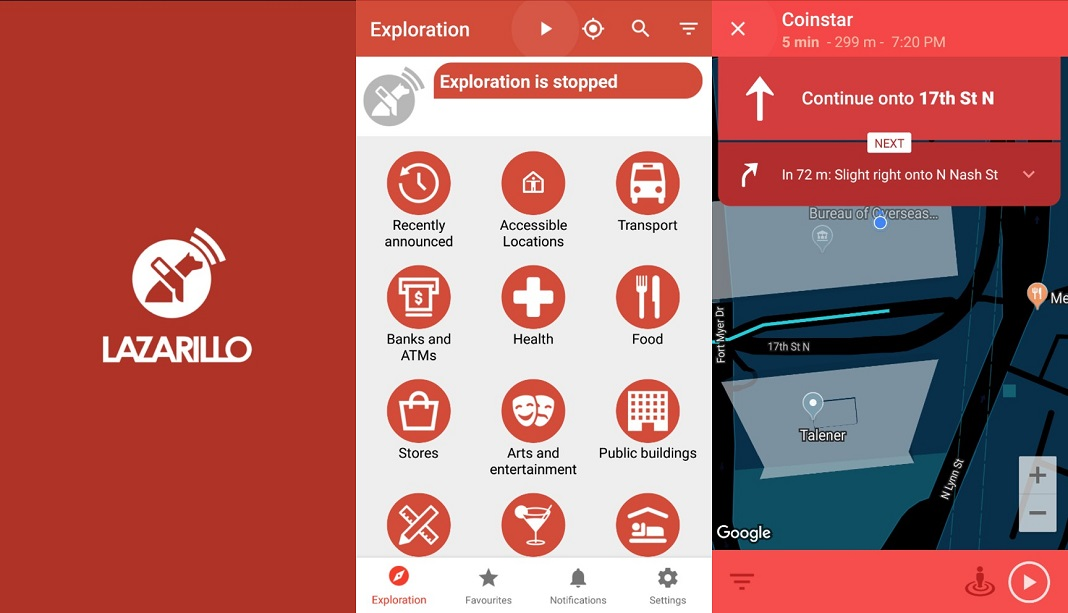 LAZARILLO
Exploration
Exploration is stopped
Recently
announced
Accessible
Locations
Transport
$
Banks and
ATMs
Health
Food
Stores
Arts and
entertainment
Public buildings
Exploration
Favourites
Notifications
Settings
Coinstar
5 min - 299 m - 7:20 PM
Continue onto 17th St N
NEXT
In 72 m: Slight right onto N Nash St
Bureau of Overseas...
Me
Fort Myer Dr
17th St N
Talener
N Lynn St
+
−
Google